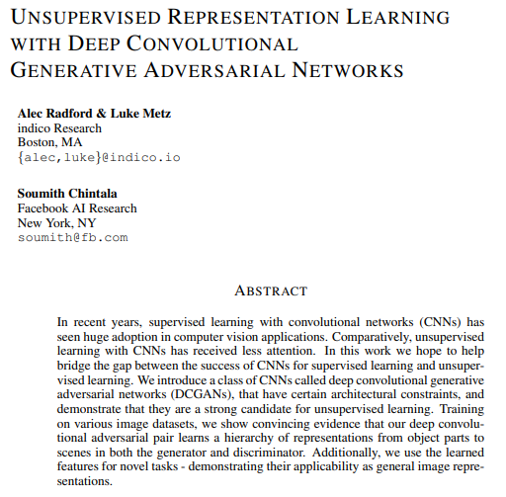 UNSUPERVISED REPRESENTATION LEARNING
WITH DEEP CONVOLUTIONAL
GENERATIVE ADVERSARIAL NETWORKS
Alec Radford & Luke Metz
indico Research
Boston, MA
{alec,luke}@indico.io
Soumith Chintala
Facebook AI Research
New York, NY
soumith@fb.com
ABSTRACT
In recent years, supervised learning with convolutional networks (CNNs) has
seen huge adoption in computer vision applications. Comparatively, unsupervised
learning with CNNs has received less attention. In this work we hope to help
bridge the gap between the success of CNNs for supervised learning and unsuper-
vised learning. We introduce a class of CNNs called deep convolutional generative
adversarial networks (DCGANs), that have certain architectural constraints, and
demonstrate that they are a strong candidate for unsupervised learning. Training
on various image datasets, we show convincing evidence that our deep convolu-
tional adversarial pair learns a hierarchy of representations from object parts to
scenes in both the generator and discriminator. Additionally, we use the learned
features for novel tasks - demonstrating their applicability as general image repre-
sentations.